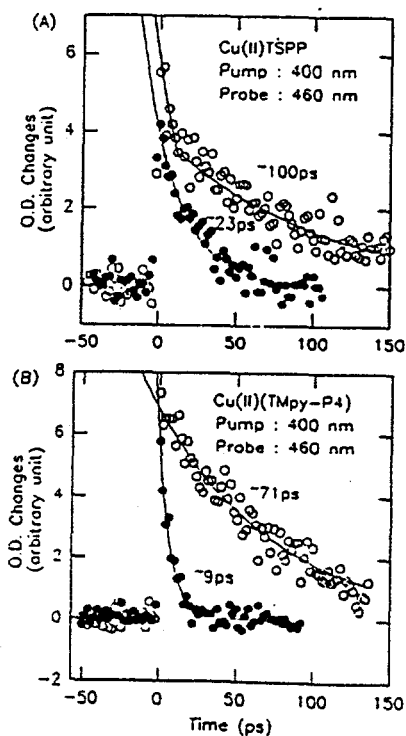 (A)
8
Cu(II)TSPP
Pump : 400 nm
Probe : 460 nm
6
4
2
0
O.D. Changes
(arbitrary unit)
~100ps
~23ps
-50 0 50 100 150
(B)
8
Cu(II)(TMpy-P4)
Pump : 400 nm
Probe : 460 nm
6
4
2
0
O.D. Changes
(arbitrary unit)
~71ps
~9ps
-50 0 50 100 150
Time (ps)